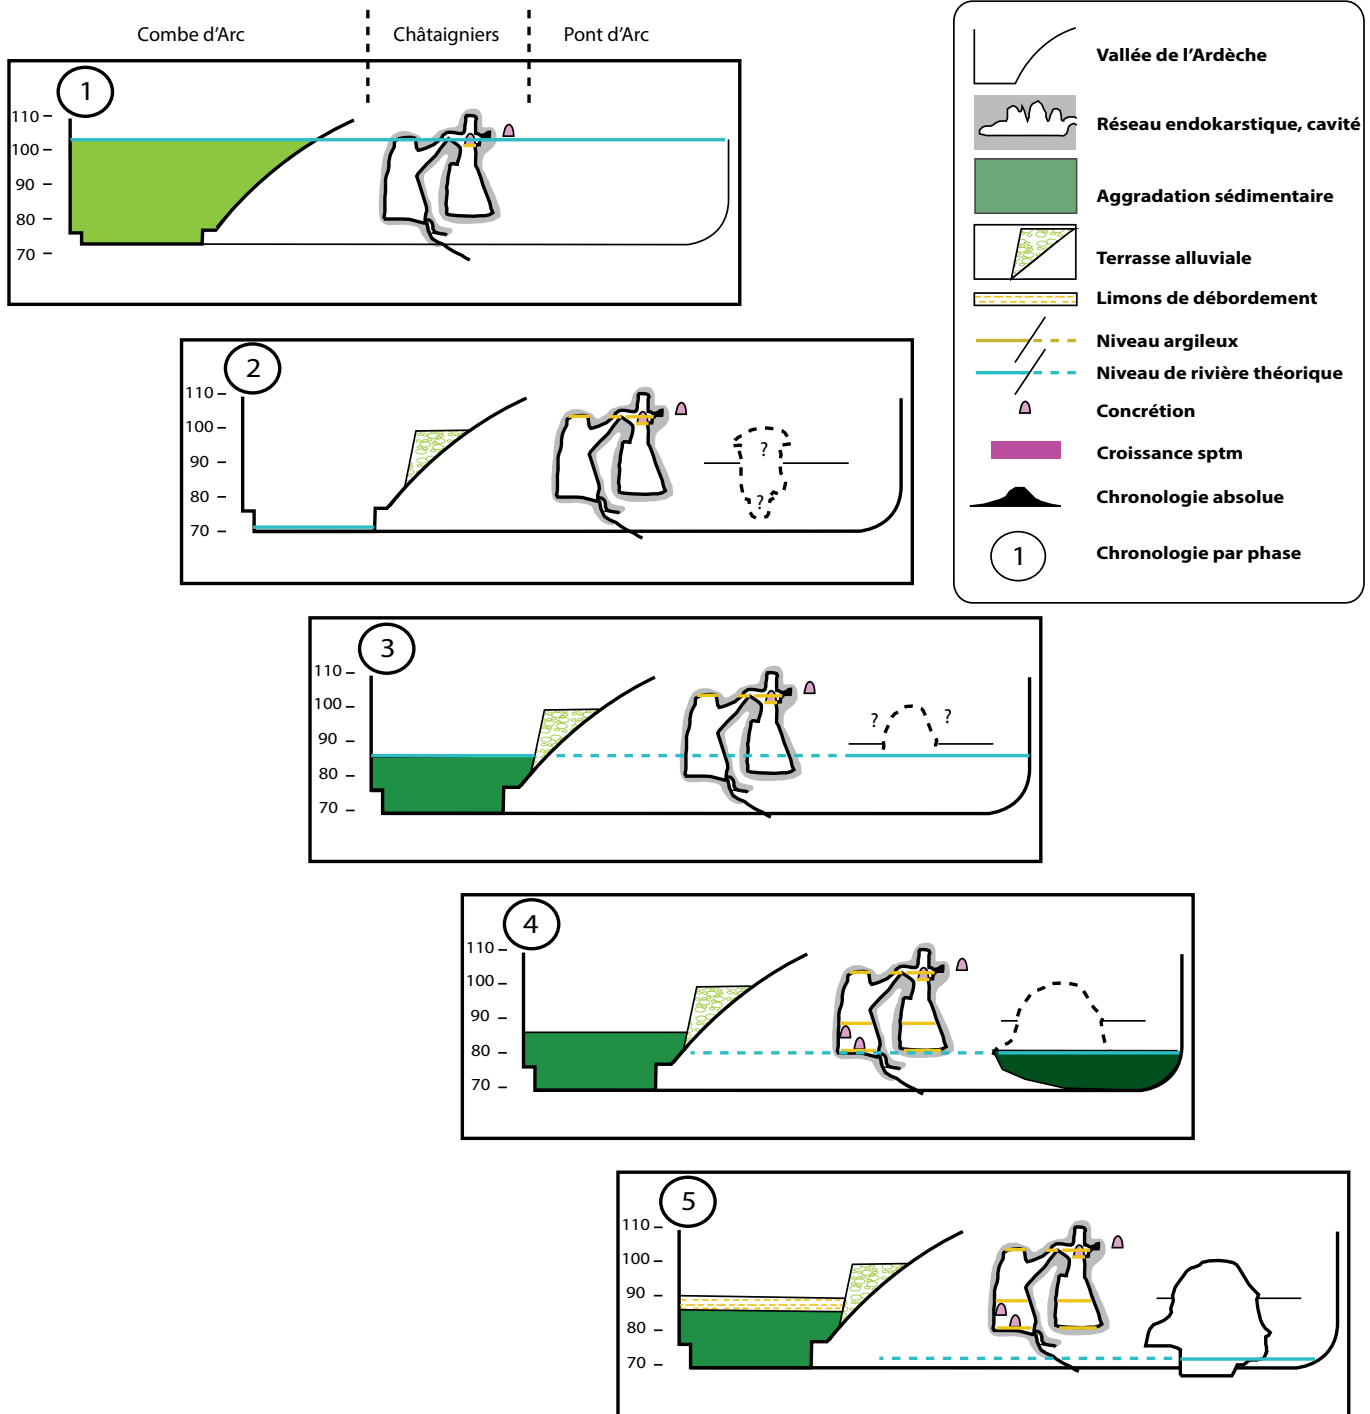 Combe d'Arc
Châtaigniers
Pont d'Arc
1
110
100
90
80
70
Vallée de l'Ardèche
Réseau endokarstique, cavité
Aggradation sédimentaire
Terrasse alluviale
Limons de débordement
Niveau argileux
Niveau de rivière théorique
Concrétion
Croissance sptm
Chronologie absolue
1 Chronologie par phase
2
110
100
90
80
70
?
?
3
110
100
90
80
70
? ?
4
110
100
90
80
70
5
110
100
90
80
70